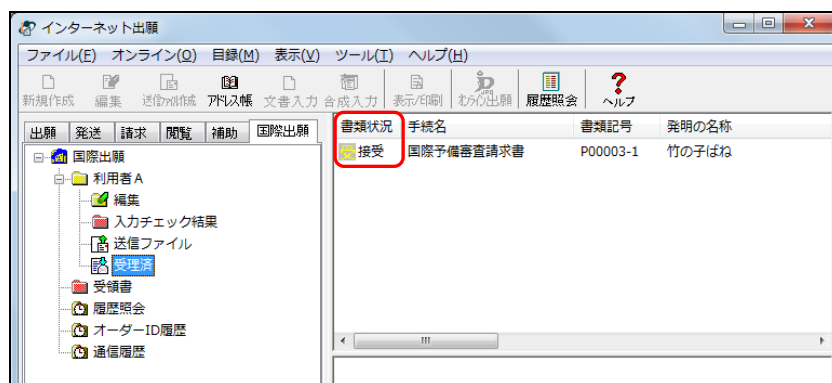 インターネット出願
ファイル(F) オンライン(O) 目録(M) 表示(V) ツール(T) ヘルプ(H)
新規作成 編集 送信ファイル作成 アドレス帳 文書入力 合成入力 表示/印刷 オンライン出願 履歴照会 ヘルプ
出願 発送 請求 閲覧 補助 国際出願
書類状況 手続名 書類記号 発明の名称
接受 国際予備審査請求書 P00003-1 竹の子ばね
国際出願
利用者A
編集
入力チェック結果
送信ファイル
受理済
受領書
履歴照会
オーダーID履歴
通信履歴